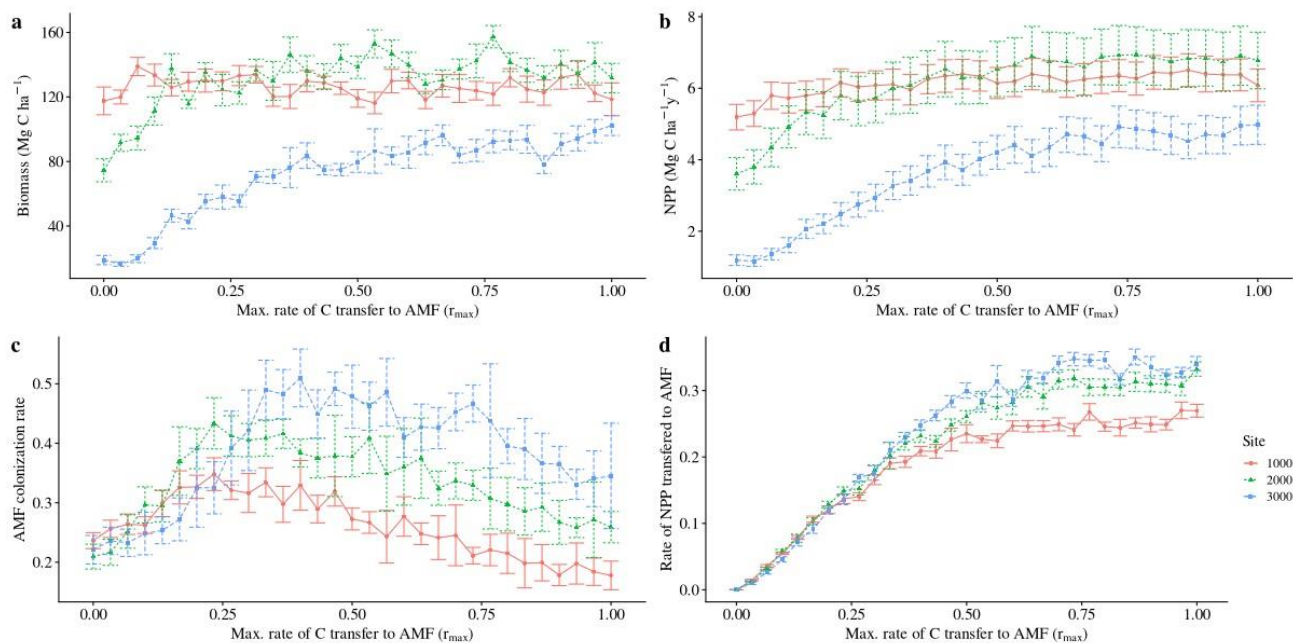 a
Biomass (Mg C ha⁻¹)
160
120
80
40
0.00 0.25 0.50 0.75 1.00
Max. rate of C transfer to AMF (rmax)
b
NPP (Mg C ha⁻¹y⁻¹)
8
6
4
2
0.00 0.25 0.50 0.75 1.00
Max. rate of C transfer to AMF (rmax)
c
AMF colonization rate
0.5
0.4
0.3
0.2
0.00 0.25 0.50 0.75 1.00
Max. rate of C transfer to AMF (rmax)
d
Rate of NPP transfered to AMF
0.3
0.2
0.1
0.0
0.00 0.25 0.50 0.75 1.00
Max. rate of C transfer to AMF (rmax)
Site
1000
2000
3000